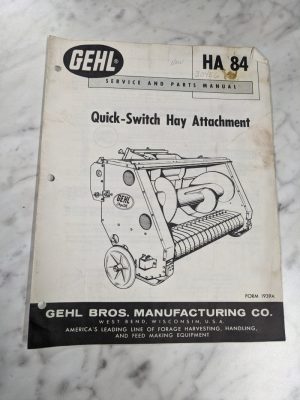 GEHL®
HA 84
SERVICE AND PARTS MANUAL
Quick-Switch Hay Attachment
GEHL
FORM 1939A
GEHL BROS. MANUFACTURING CO.
WEST BEND, WISCONSIN, U.S.A.
AMERICA'S LEADING LINE OF FORAGE HARVESTING, HANDLING,
AND FEED MAKING EQUIPMENT